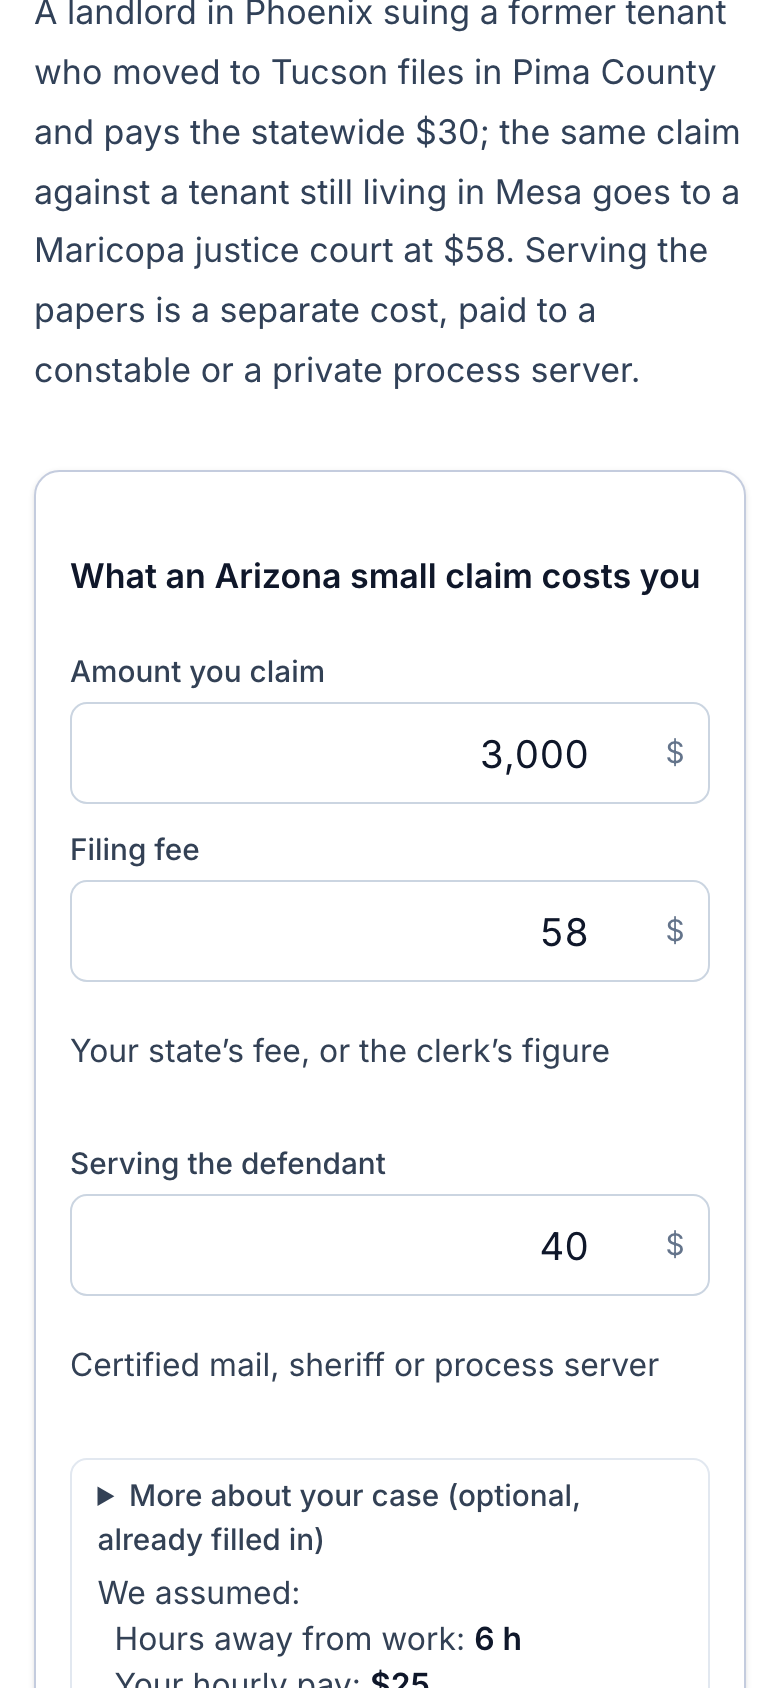 A landlord in Phoenix suing a former tenant
who moved to Tucson files in Pima County
and pays the statewide $30; the same claim
against a tenant still living in Mesa goes to a
Maricopa justice court at $58. Serving the
papers is a separate cost, paid to a
constable or a private process server.
What an Arizona small claim costs you
Amount you claim
3,000 $
Filing fee
58 $
Your state’s fee, or the clerk’s figure
Serving the defendant
40 $
Certified mail, sheriff or process server
▶ More about your case (optional,
already filled in)
We assumed:
Hours away from work: 6 h
Your hourly pay: $25